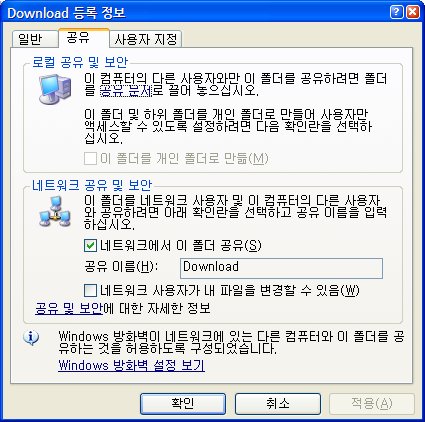 Download 등록 정보
일반 공유 사용자 지정
로컬 공유 및 보안
이 컴퓨터의 다른 사용자와만 이 폴더를 공유하려면 폴더
를 공유 문서로 끌어 놓으십시오.
이 폴더 및 하위 폴더를 개인 폴더로 만들어 사용자만
액세스할 수 있도록 설정하려면 다음 확인란을 선택하
십시오.
이 폴더를 개인 폴더로 만듦(M)
네트워크 공유 및 보안
이 폴더를 네트워크 사용자 및 이 컴퓨터의 다른 사용자
와 공유하려면 아래 확인란을 선택하고 공유 이름을 입력
하십시오.
네트워크에서 이 폴더 공유(S)
공유 이름(H): Download
네트워크 사용자가 내 파일을 변경할 수 있음(W)
공유 및 보안에 대한 자세한 정보
Windows 방화벽이 네트워크에 있는 다른 컴퓨터와 이 폴더를 공
유하는 것을 허용하도록 구성되었습니다.
Windows 방화벽 설정 보기
확인 취소 적용(A)